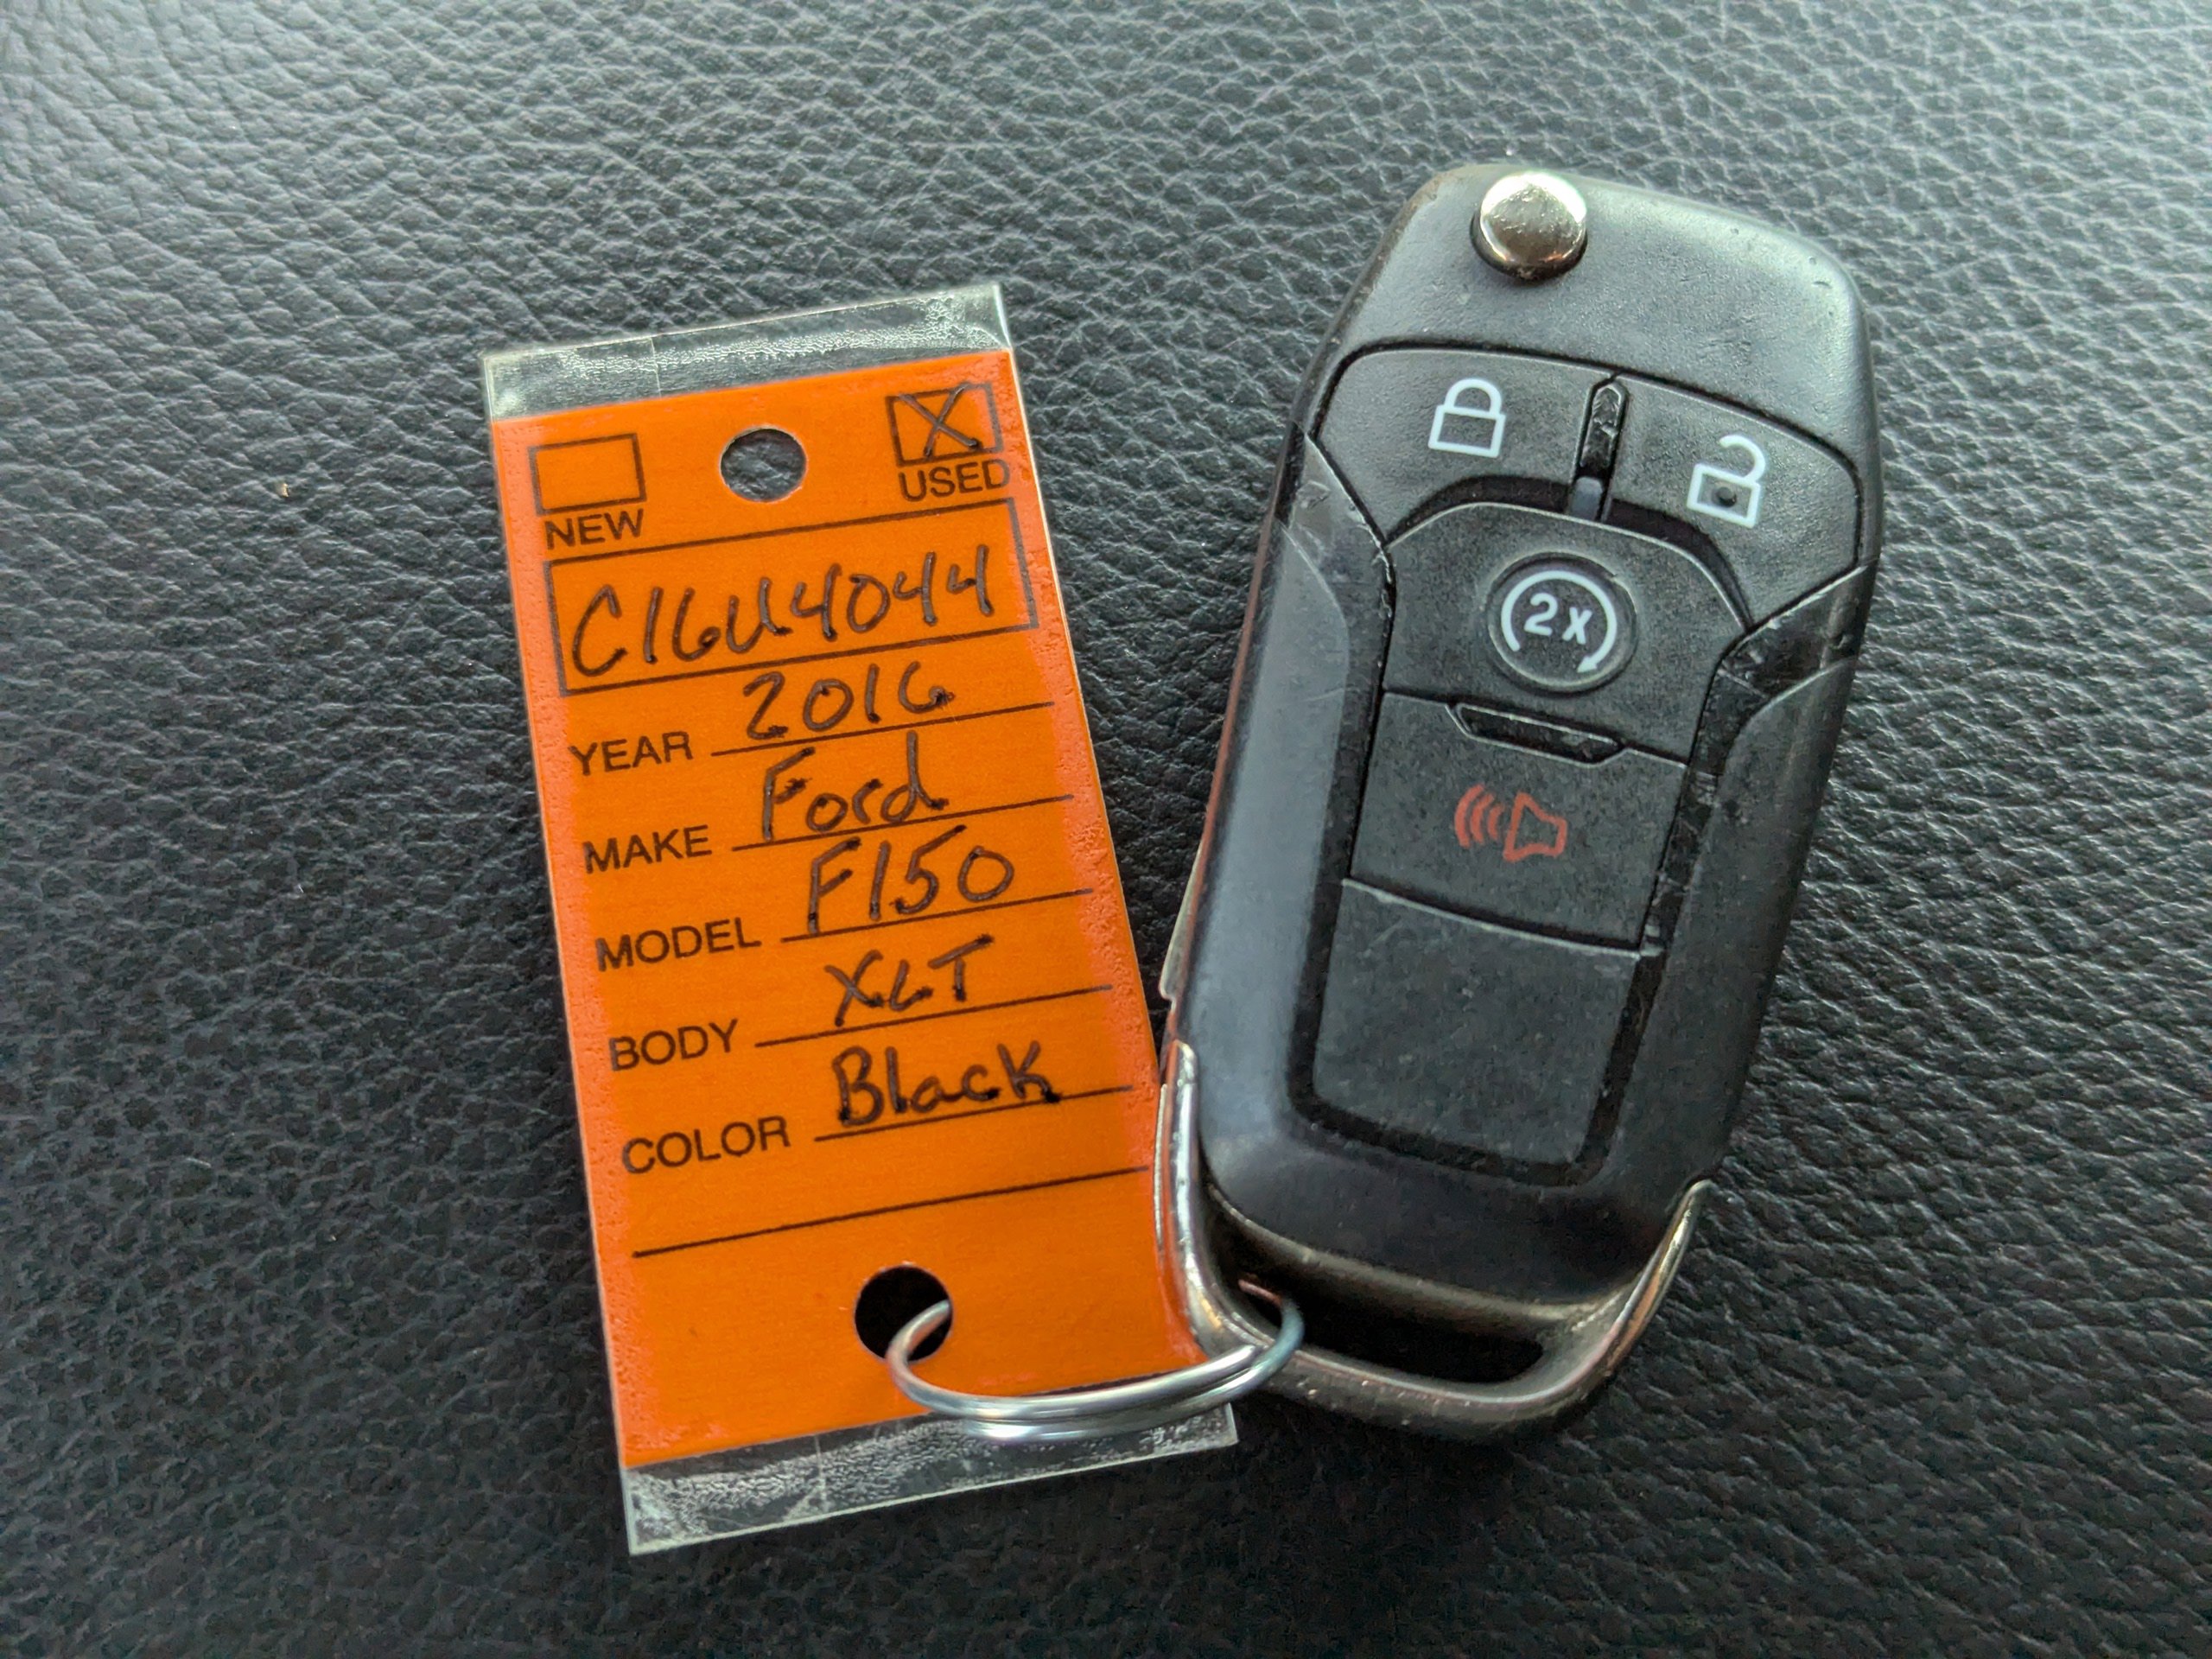 X
NEW USED
C16U4044
YEAR 2016
MAKE Ford
MODEL F150
BODY XLT
COLOR Black
2X